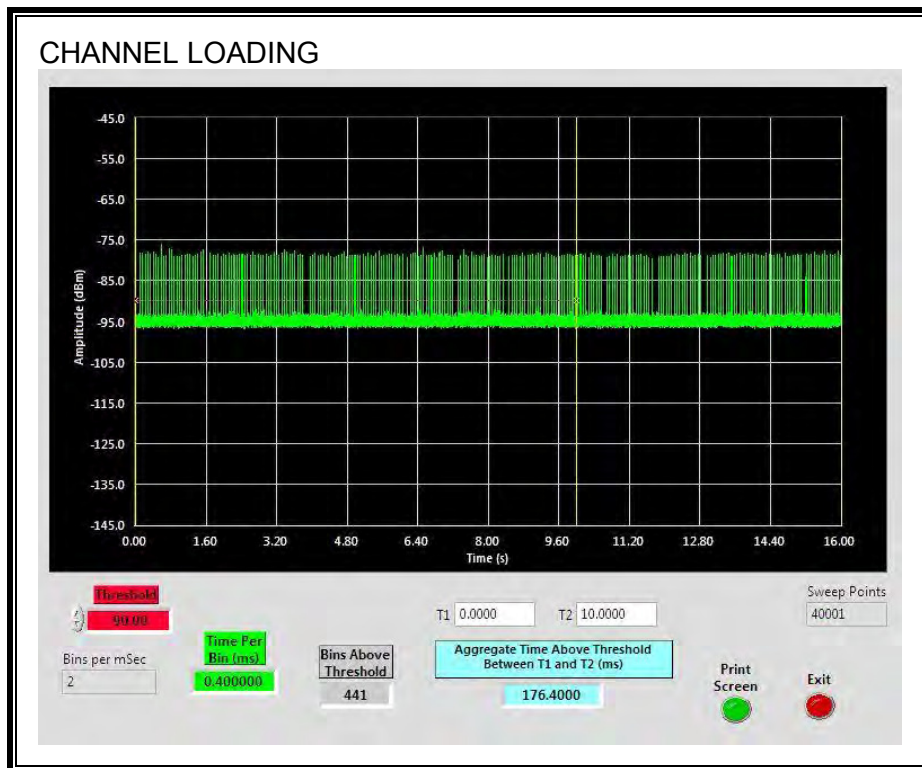 CHANNEL LOADING
-45.0
-55.0
-65.0
-75.0
-85.0
-95.0
-105.0
-115.0
-125.0
-135.0
-145.0
Amplitude (dBm)
0.00 1.60 3.20 4.80 6.40 8.00 9.60 11.20 12.80 14.40 16.00
Time (s)
Threshold
90.00
Bins per mSec
2
Time Per
Bin (ms)
0.400000
Bins Above
Threshold
441
T1 0.0000 T2 10.0000
Aggregate Time Above Threshold
Between T1 and T2 (ms)
176.4000
Sweep Points
40001
Print
Screen
Exit